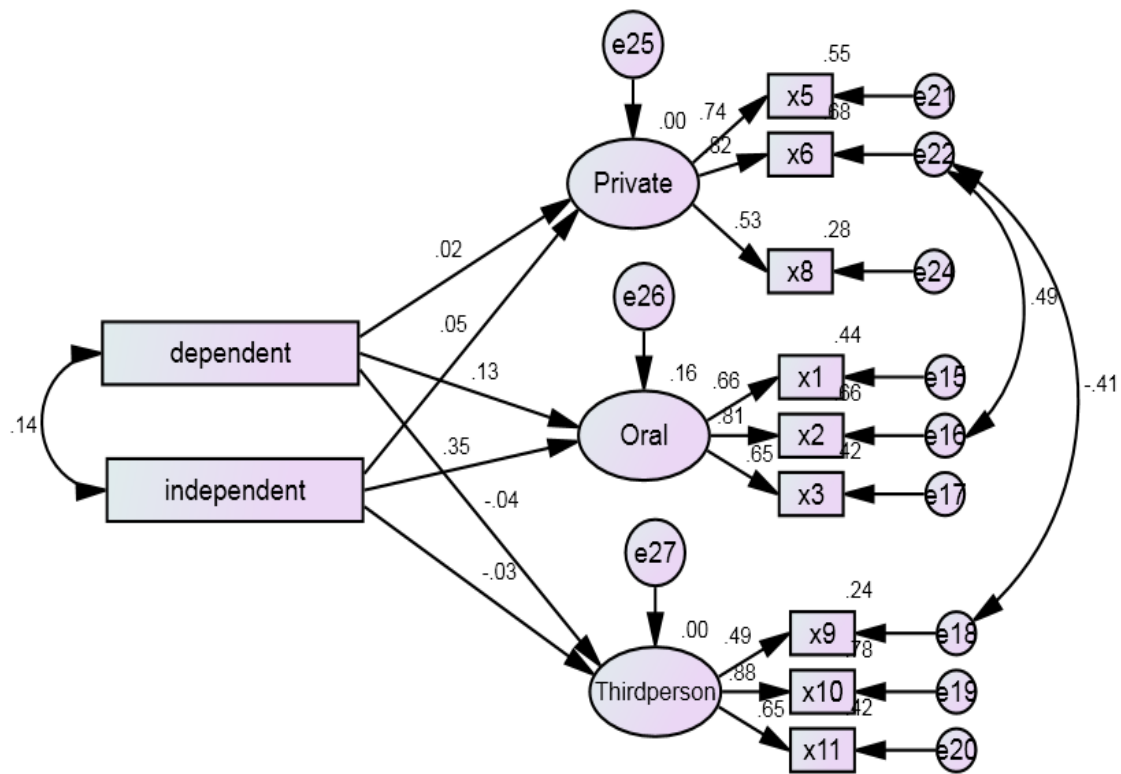 e25
.55
x5
e21
.00
.74
.68
.82
x6
e22
Private
.53
.28
x8
e24
.02
e26
.49
.05
dependent
.44
.13
.16
.66
x1
e15
.66
-.41
.81
.14
Oral
x2
e16
.42
.35
.65
independent
x3
e17
-.04
e27
-.03
.24
.00
.49
x9
e18
.78
.88
Thirdperson
x10
e19
.65
.42
x11
e20